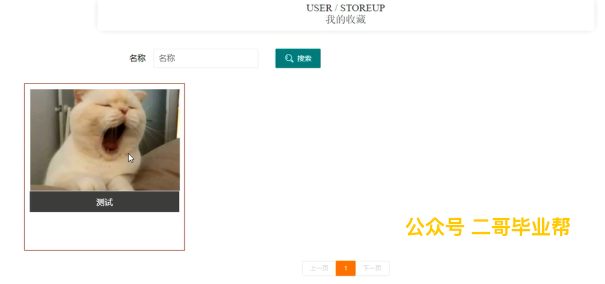 USER / STOREUP
我的收藏
名称 名称 搜索
测试
公众号 二哥毕业帮
上一页 1 下一页